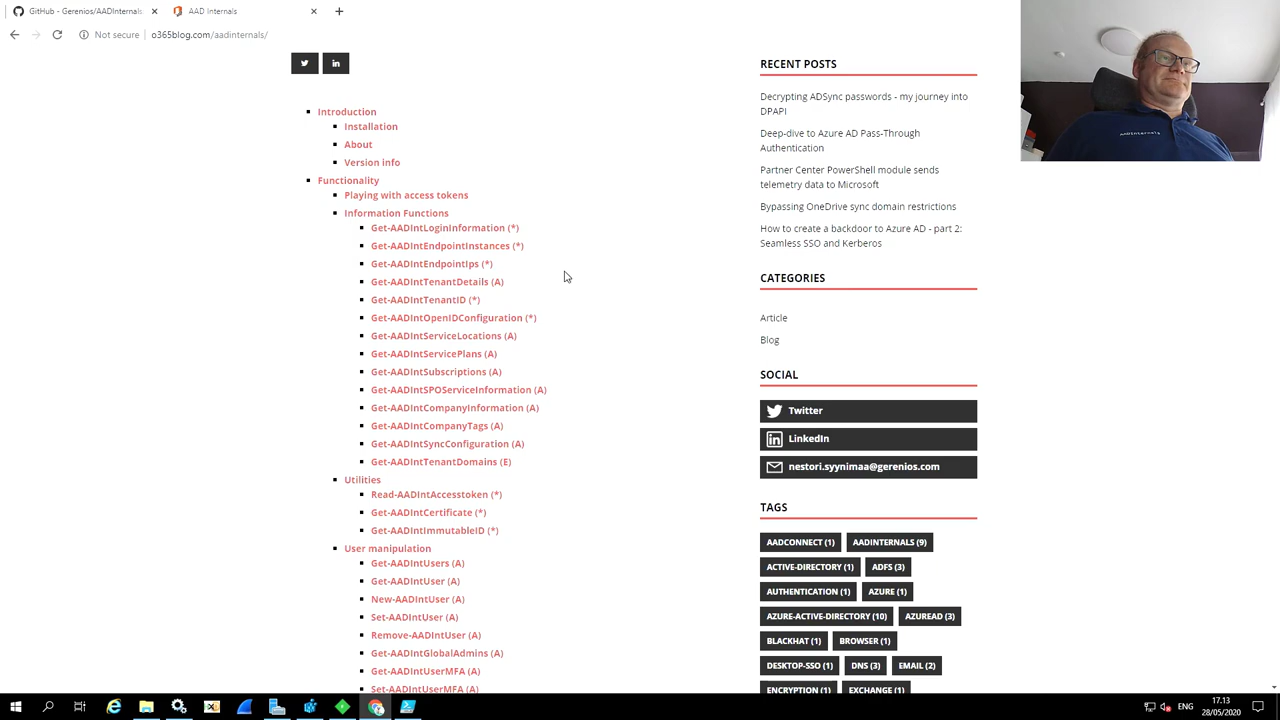 GitHub - Gerenios/AADInternals:
AAD Internals
Not secure
o365blog.com/aadinternals/
Introduction
Installation
About
Version info
Functionality
Playing with access tokens
Information Functions
Get-AADIntLoginInformation (*)
Get-AADIntEndpointInstances (*)
Get-AADIntEndpointIps (*)
Get-AADIntTenantDetails (A)
Get-AADIntTenantID (*)
Get-AADIntOpenIDConfiguration (*)
Get-AADIntServiceLocations (A)
Get-AADIntServicePlans (A)
Get-AADIntSubscriptions (A)
Get-AADIntSPOServiceInformation (A)
Get-AADIntCompanyInformation (A)
Get-AADIntCompanyTags (A)
Get-AADIntSyncConfiguration (A)
Get-AADIntTenantDomains (E)
Utilities
Read-AADIntAccesstoken (*)
Get-AADIntCertificate (*)
Get-AADIntImmutableID (*)
User manipulation
Get-AADIntUsers (A)
Get-AADIntUser (A)
New-AADIntUser (A)
Set-AADIntUser (A)
Remove-AADIntUser (A)
Get-AADIntGlobalAdmins (A)
Get-AADIntUserMFA (A)
Set-AADIntUserMFA (A)
RECENT POSTS
Decrypting ADSync passwords - my journey into
DPAPI
Deep-dive to Azure AD Pass-Through
Authentication
Partner Center PowerShell module sends
telemetry data to Microsoft
Bypassing OneDrive sync domain restrictions
How to create a backdoor to Azure AD - part 2:
Seamless SSO and Kerberos
CATEGORIES
Article
Blog
SOCIAL
Twitter
LinkedIn
nestori.syynimaa@gerenios.com
TAGS
AADCONNECT (1) AADINTERNALS (9)
ACTIVE-DIRECTORY (1) ADFS (3)
AUTHENTICATION (1) AZURE (1)
AZURE-ACTIVE-DIRECTORY (10) AZUREAD (3)
BLACKHAT (1) BROWSER (1)
DESKTOP-SSO (1) DNS (3) EMAIL (2)
ENCRYPTION (1) EXCHANGE (1)
AADInternals
ENG
17.13
28/05/2020